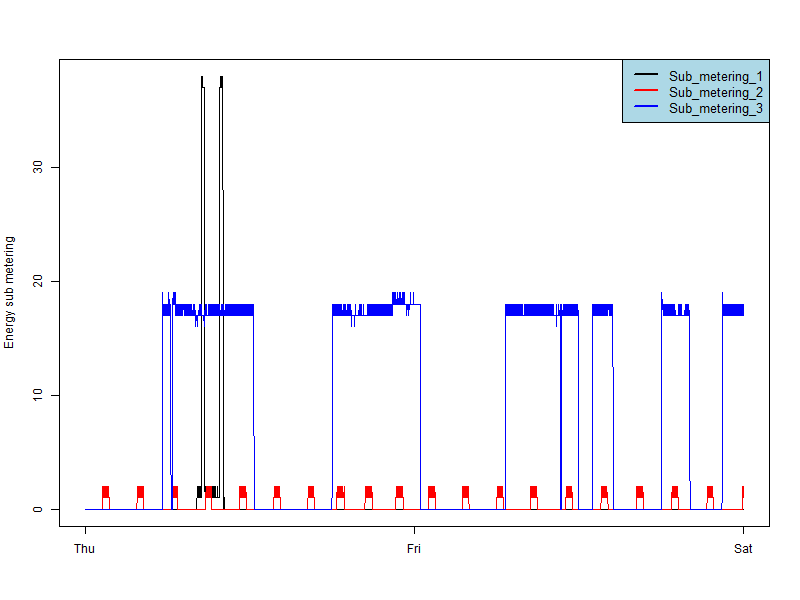 Sub_metering_1
Sub_metering_2
Sub_metering_3
Energy sub metering
30
20
10
0
Thu
Fri
Sat